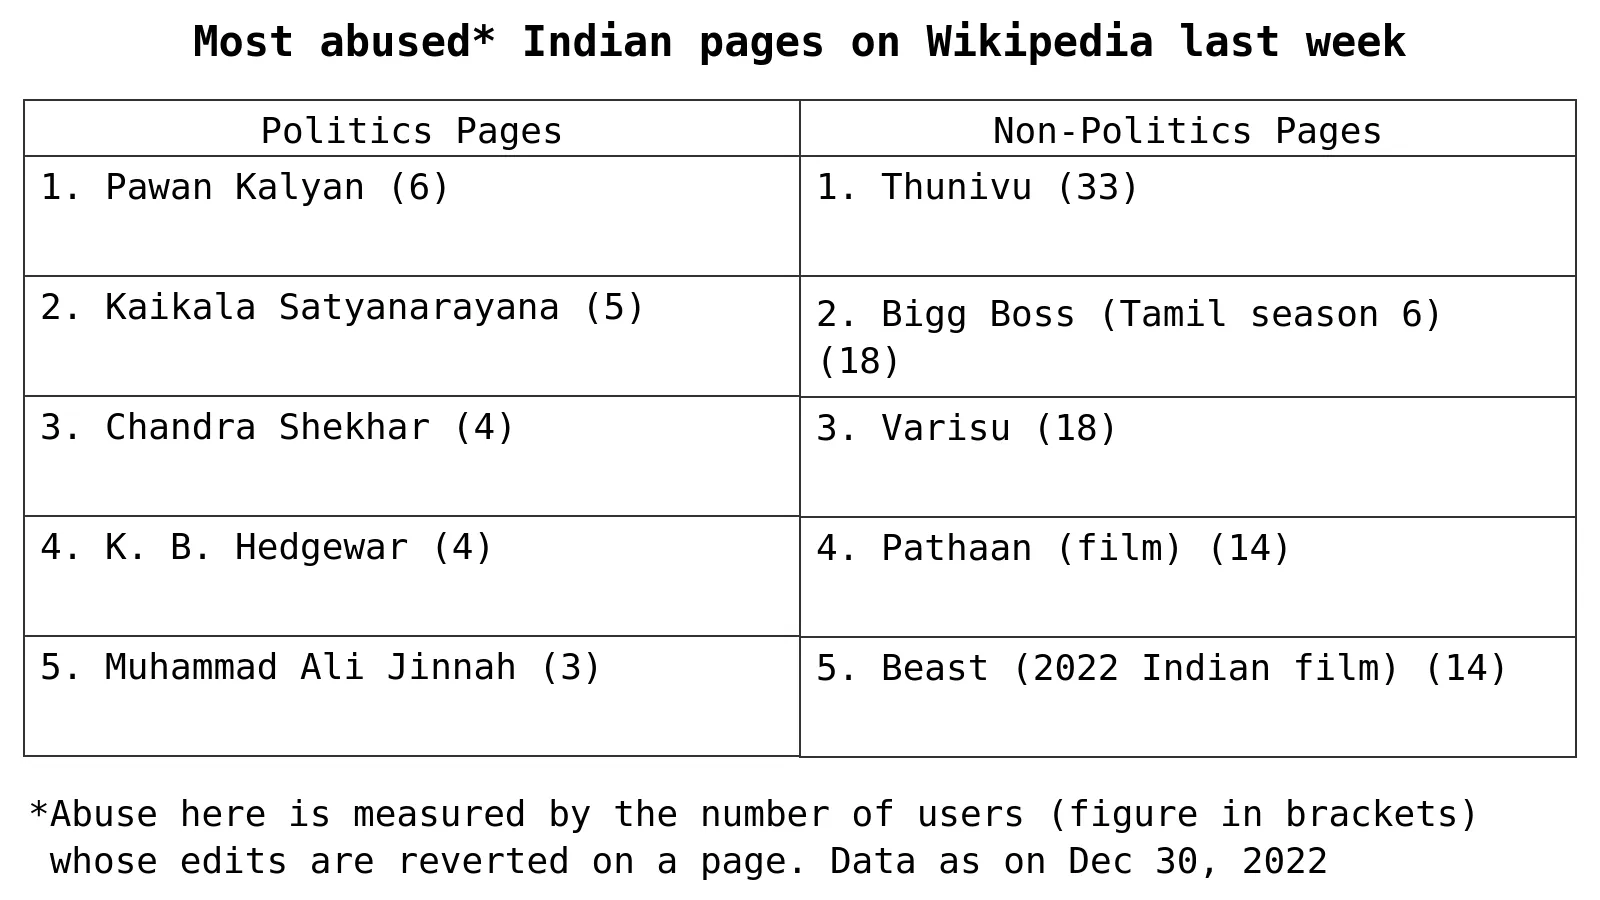 Most abused* Indian pages on Wikipedia last week
Politics Pages
Non-Politics Pages
1. Pawan Kalyan (6)
1. Thunivu (33)
2. Kaikala Satyanarayana (5)
2. Bigg Boss (Tamil season 6)
(18)
3. Chandra Shekhar (4)
3. Varisu (18)
4. K. B. Hedgewar (4)
4. Pathaan (film) (14)
5. Muhammad Ali Jinnah (3)
5. Beast (2022 Indian film) (14)
*Abuse here is measured by the number of users (figure in brackets)
whose edits are reverted on a page. Data as on Dec 30, 2022